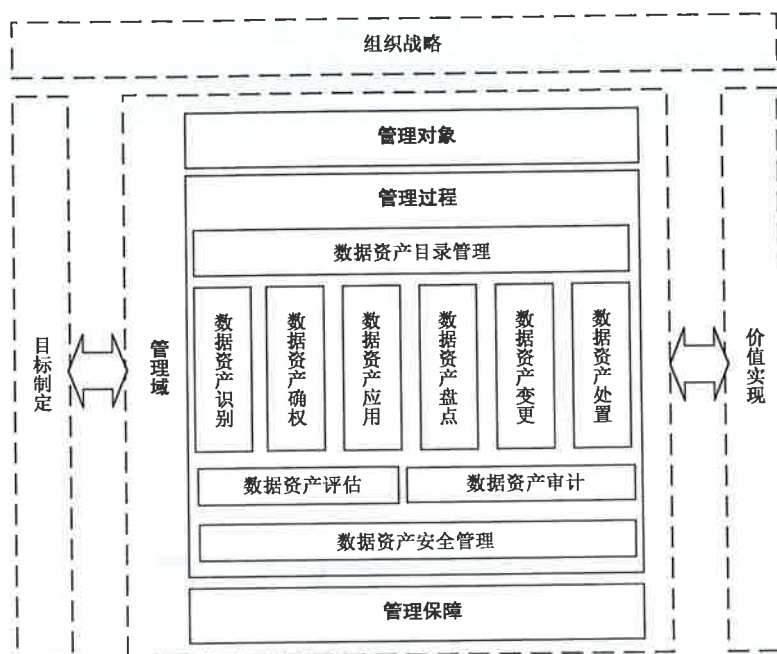 组织战略
目标制定
管理域
管理对象
管理过程
数据资产目录管理
数据资产识别
数据资产确权
数据资产应用
数据资产盘点
数据资产变更
数据资产处置
数据资产评估
数据资产审计
数据资产安全管理
管理保障
价值实现